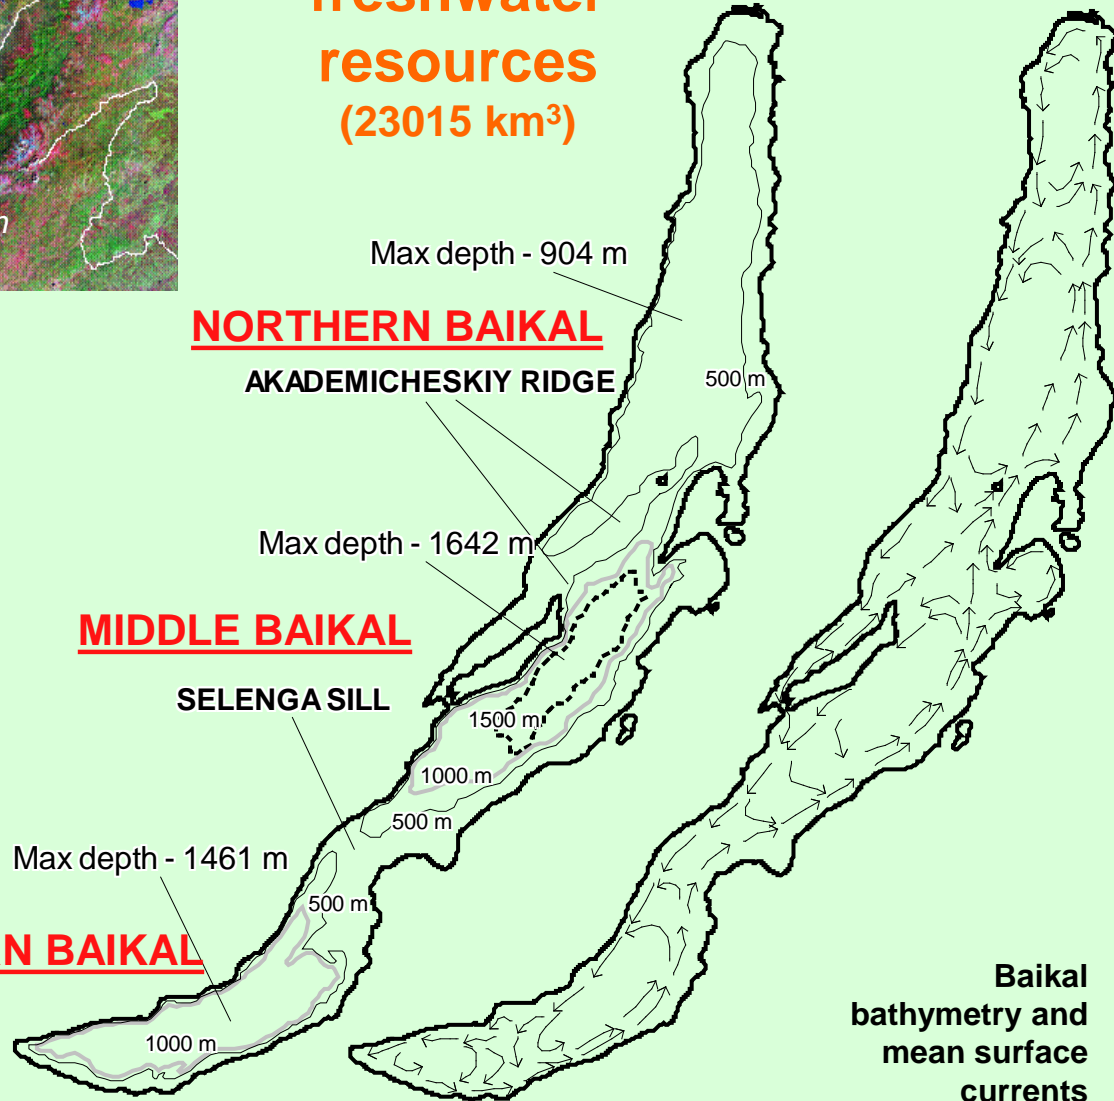 freshwater
resources
(23015 km³)
Max depth - 904 m
NORTHERN BAIKAL
AKADEMICHESKIY RIDGE
500 m
Max depth - 1642 m
MIDDLE BAIKAL
SELENGA SILL
1500 m
1000 m
500 m
Max depth - 1461 m
500 m
BAIKAL
1000 m
Baikal
bathymetry and
mean surface
currents